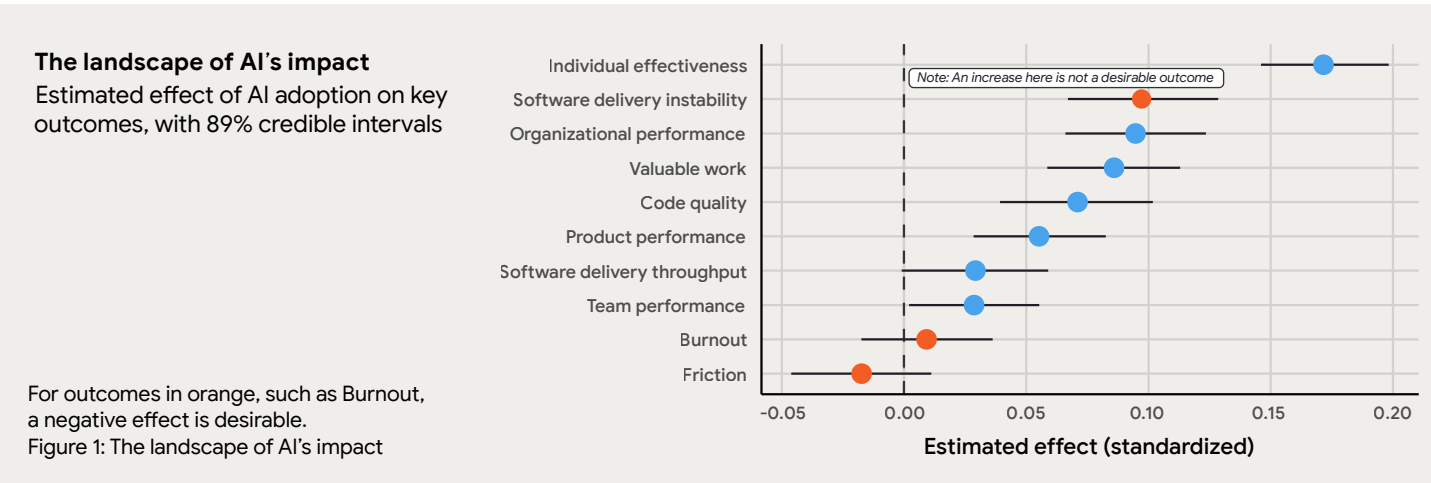 The landscape of AI's impact
Estimated effect of AI adoption on key
outcomes, with 89% credible intervals
For outcomes in orange, such as Burnout,
a negative effect is desirable.
Figure 1: The landscape of AI's impact
Individual effectiveness
Note: An increase here is not a desirable outcome
Software delivery instability
Organizational performance
Valuable work
Code quality
Product performance
Software delivery throughput
Team performance
Burnout
Friction
-0.05 0.00 0.05 0.10 0.15 0.20
Estimated effect (standardized)